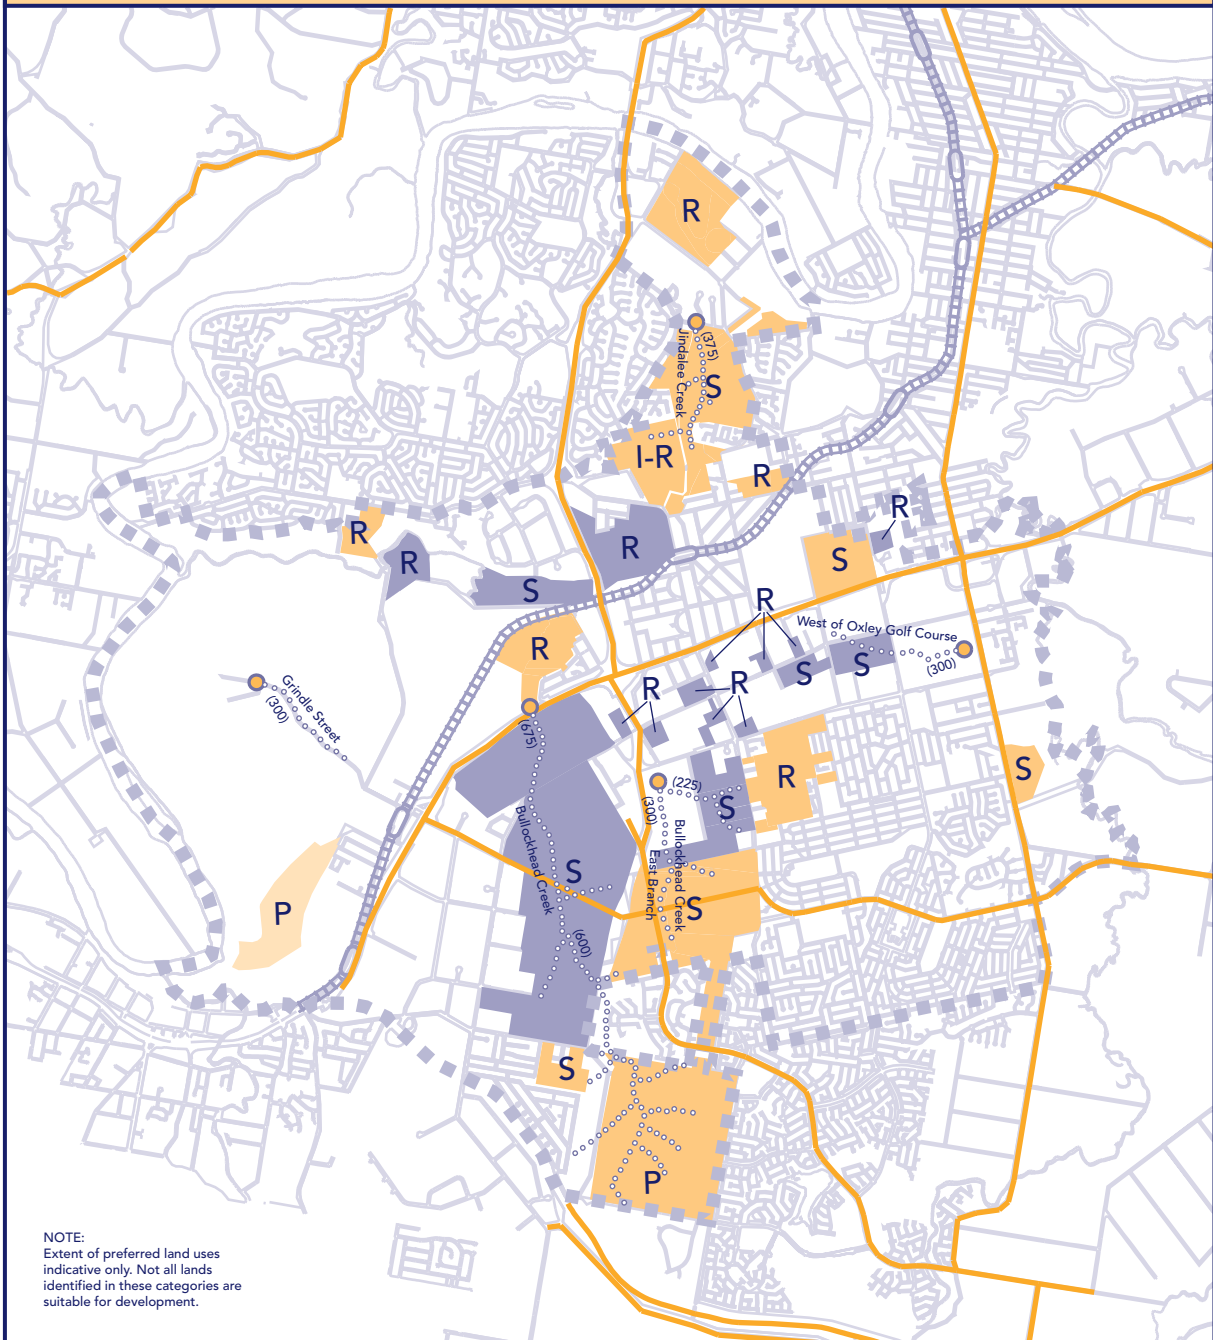 R
(375)
Jindalee Creek
S
I-R
R
R
R
R
R
S
S
R
West of Oxley Golf Course
(300)
S
S
R
R
R
Grindle Street
(300)
(675)
R
S
(225)
(300)
S
Bullockhead Creek
S
Bullockhead Creek
East Branch
S
P
(600)
S
P
NOTE:
Extent of preferred land uses
indicative only. Not all lands
identified in these categories are
suitable for development.